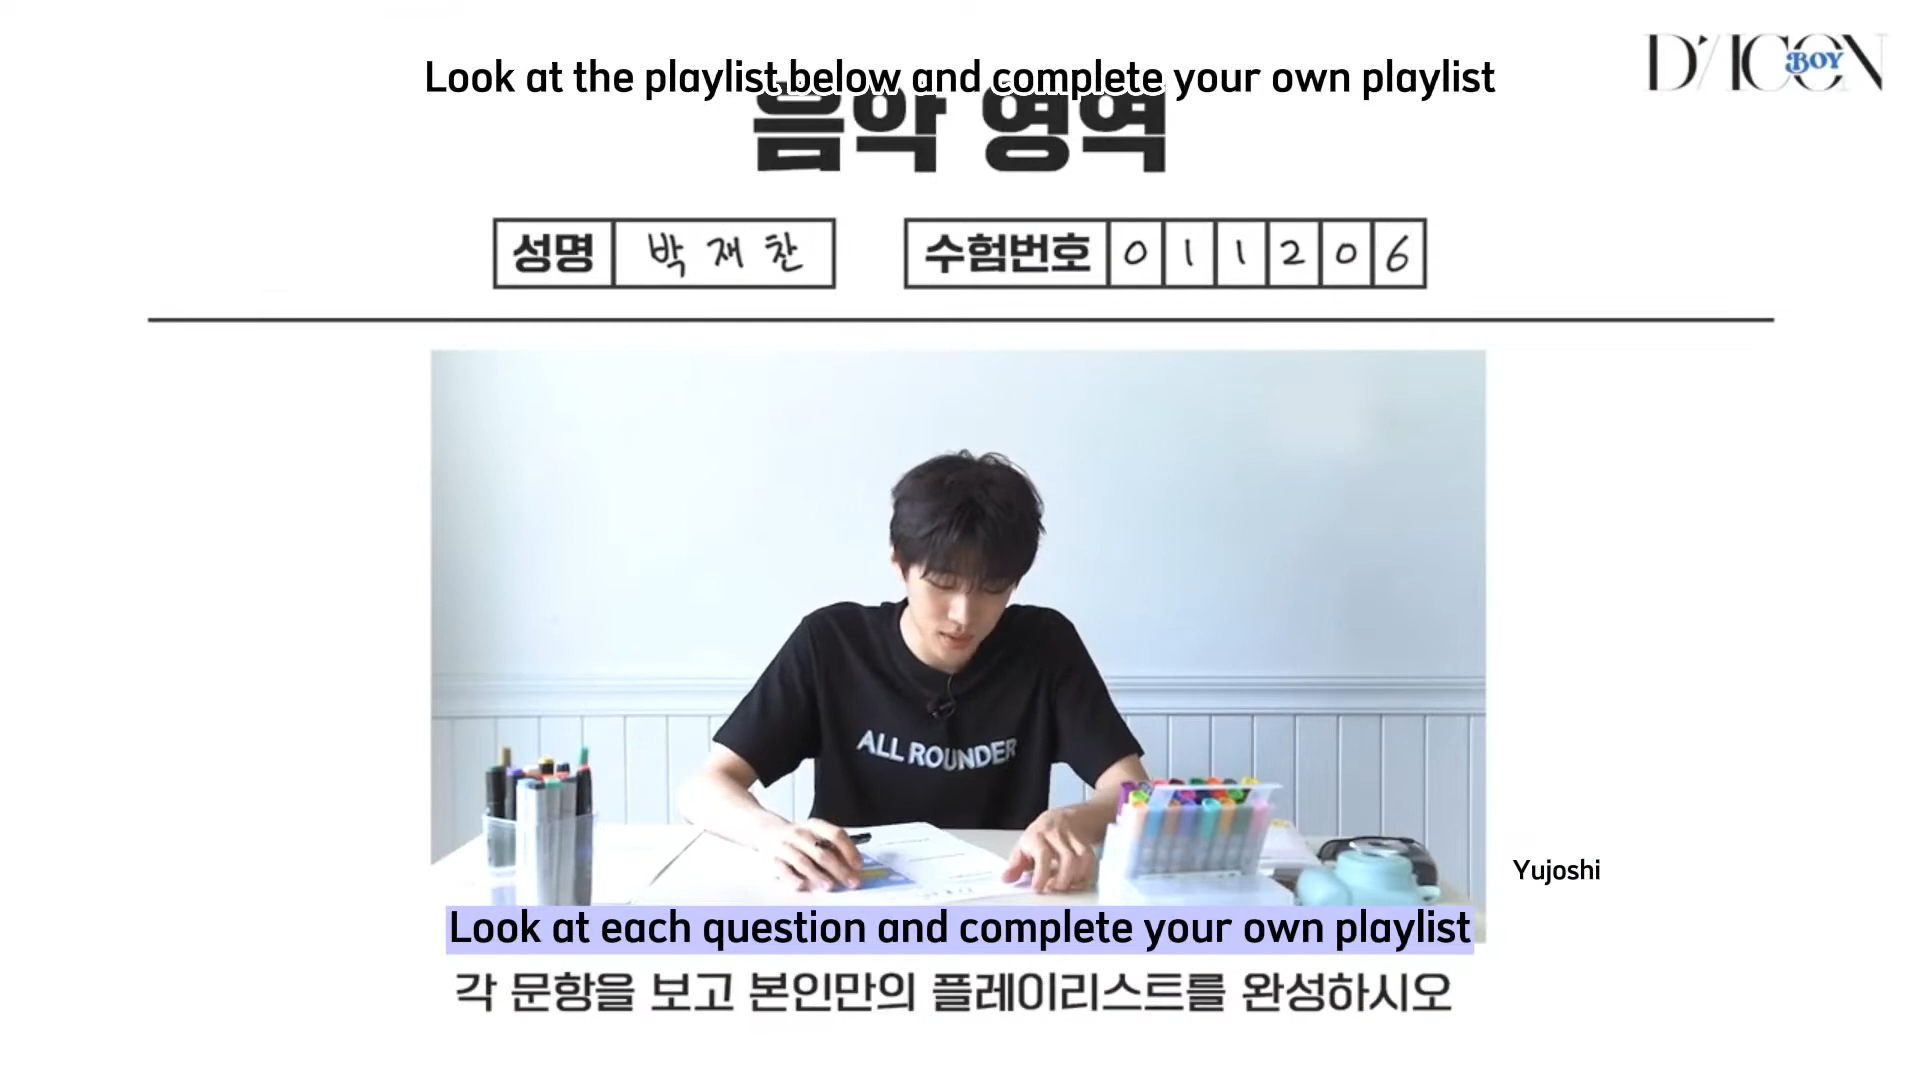 Look at the playlist below and complete your own playlist
D/ICON
BOY
음악 영역
성명 박재찬 수험번호 0 1 1 2 0 6
ALL ROUNDER
Yujoshi
Look at each question and complete your own playlist
각 문항을 보고 본인만의 플레이리스트를 완성하시오